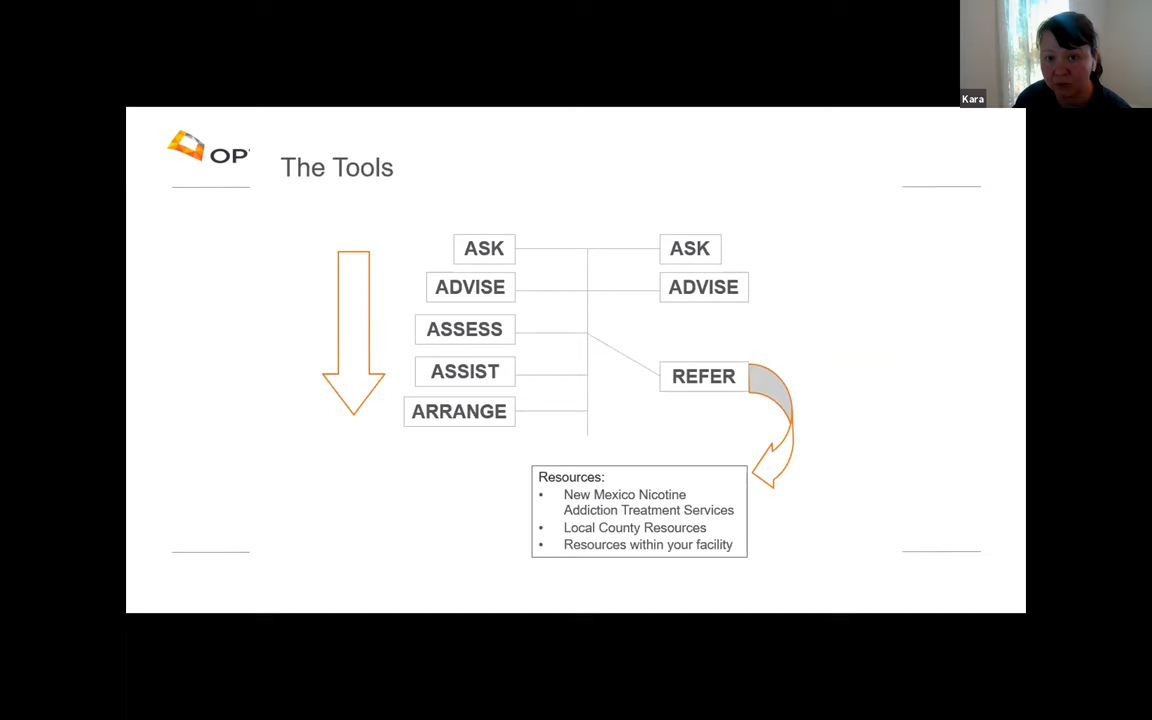 Kara
OP
The Tools
ASK
ADVISE
ASSESS
ASSIST
ARRANGE
ASK
ADVISE
REFER
Resources:
• New Mexico Nicotine
Addiction Treatment Services
• Local County Resources
• Resources within your facility